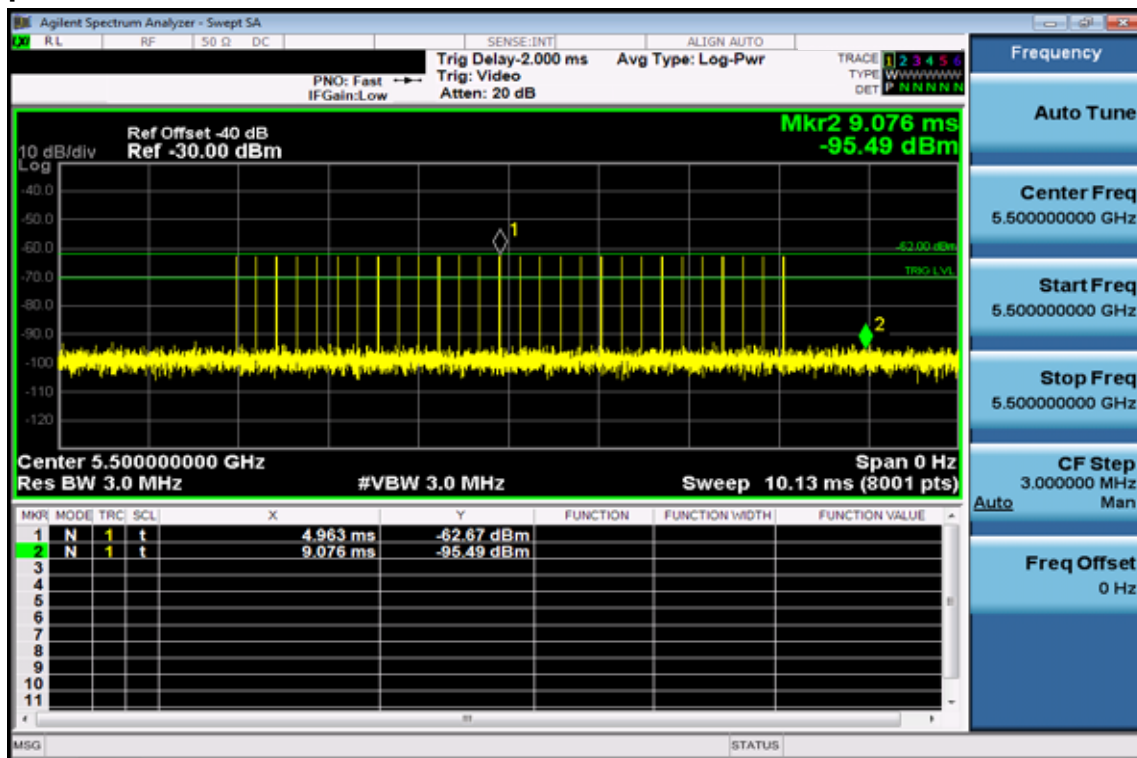 Agilent Spectrum Analyzer - Swept SA
RL RF 50 Ω DC SENSE:INT ALIGN AUTO
Trig Delay-2.000 ms Avg Type: Log-Pwr TRACE 1 2 3 4 5 6
PNO: Fast Trig: Video TYPE WWWWWW
IFGain:Low Atten: 20 dB DET P N N N N N
Mkr2 9.076 ms
-95.49 dBm
Ref Offset -40 dB
10 dB/div Ref -30.00 dBm
Log
-40.0
-50.0
1
-60.0
-62.00 dBm
-70.0
TRIG LVL
-80.0
-90.0
2
-100
-110
-120
Center 5.500000000 GHz Span 0 Hz
Res BW 3.0 MHz #VBW 3.0 MHz Sweep 10.13 ms (8001 pts)
MKR MODE TRC SCL X Y FUNCTION FUNCTION WIDTH FUNCTION VALUE
1 N 1 t 4.963 ms -62.67 dBm
2 N 1 t 9.076 ms -95.49 dBm
3
4
5
6
7
8
9
10
11
MSG STATUS
Frequency
Auto Tune
Center Freq
5.500000000 GHz
Start Freq
5.500000000 GHz
Stop Freq
5.500000000 GHz
CF Step
3.000000 MHz
Auto Man
Freq Offset
0 Hz